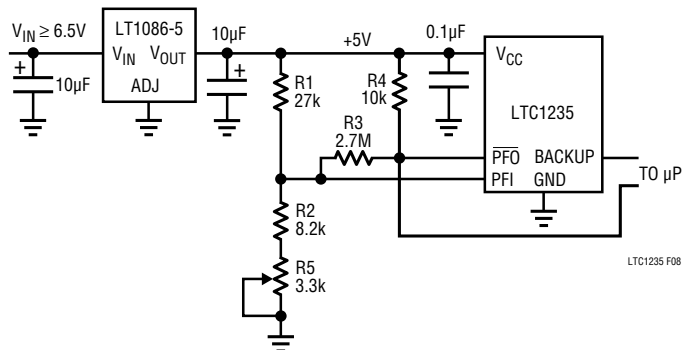 V_IN ≥ 6.5V
LT1086-5
V_IN V_OUT
ADJ
+
10µF
10µF
+
+5V
0.1µF
R1
27k
R4
10k
R3
2.7M
V_CC
LTC1235
P̅F̅O̅ BACKUP
PFI GND
TO µP
R2
8.2k
R5
3.3k
LTC1235 F08